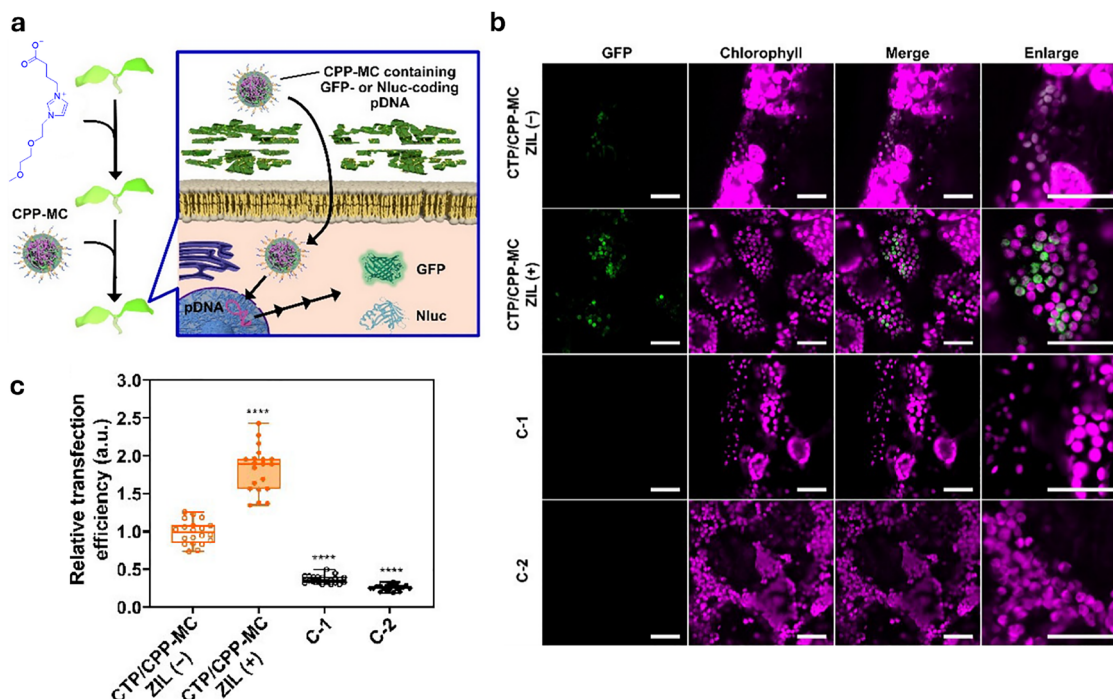 a
O
O⁻
N
N⁺
O
O
CPP-MC
CPP-MC containing
GFP- or Nluc-coding
pDNA
pDNA
GFP
Nluc
b
GFP
Chlorophyll
Merge
Enlarge
CTP/CPP-MC
ZIL (–)
CTP/CPP-MC
ZIL (+)
C-1
C-2
c
Relative transfection
efficiency (a.u.)
3.0
2.5
2.0
1.5
1.0
0.5
0.0
****
****
****
CTP/CPP-MC
ZIL (–)
CTP/CPP-MC
ZIL (+)
C-1
C-2